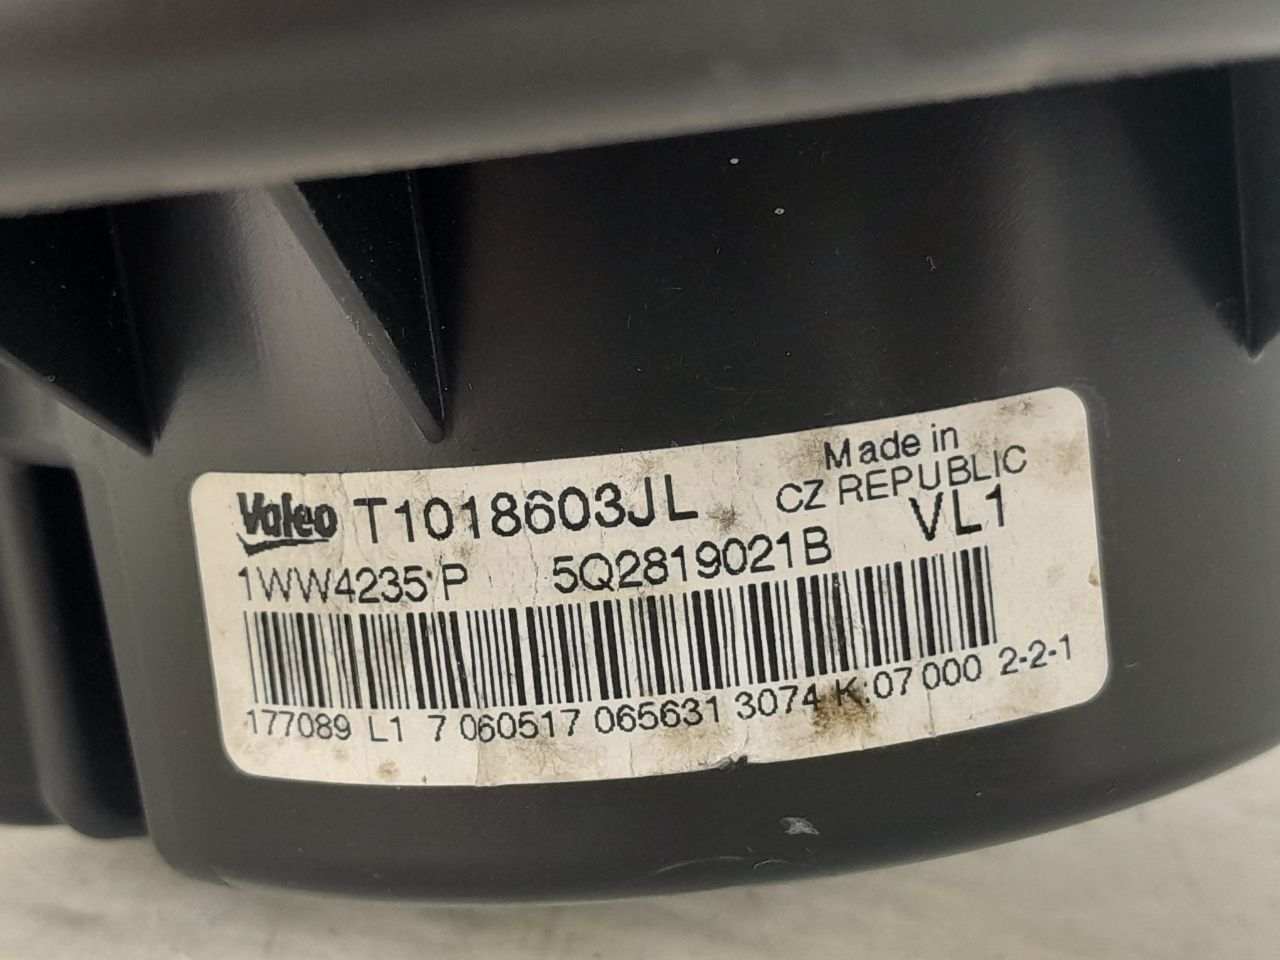 Made in
CZ REPUBLIC
Valeo T1018603JL VL1
1WW4235 P 5Q2819021B
177089 L1 7 060517 065631 3074 K:07 000 2-2-1